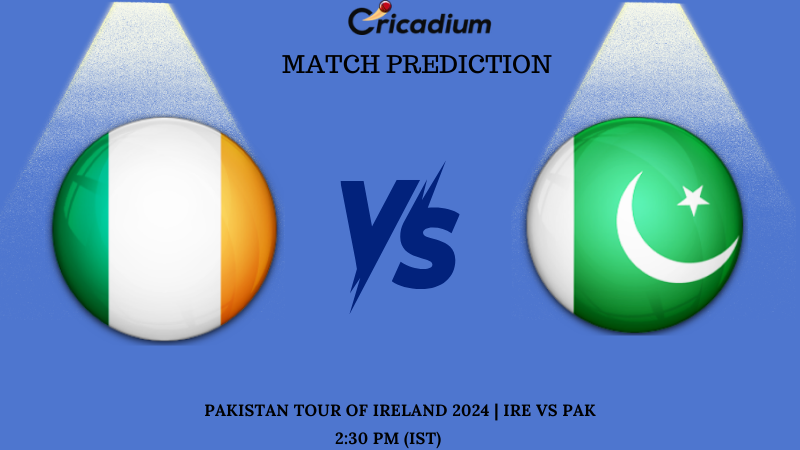 Cricadium
MATCH PREDICTION
VS
PAKISTAN TOUR OF IRELAND 2024 | IRE VS PAK
2:30 PM (IST)